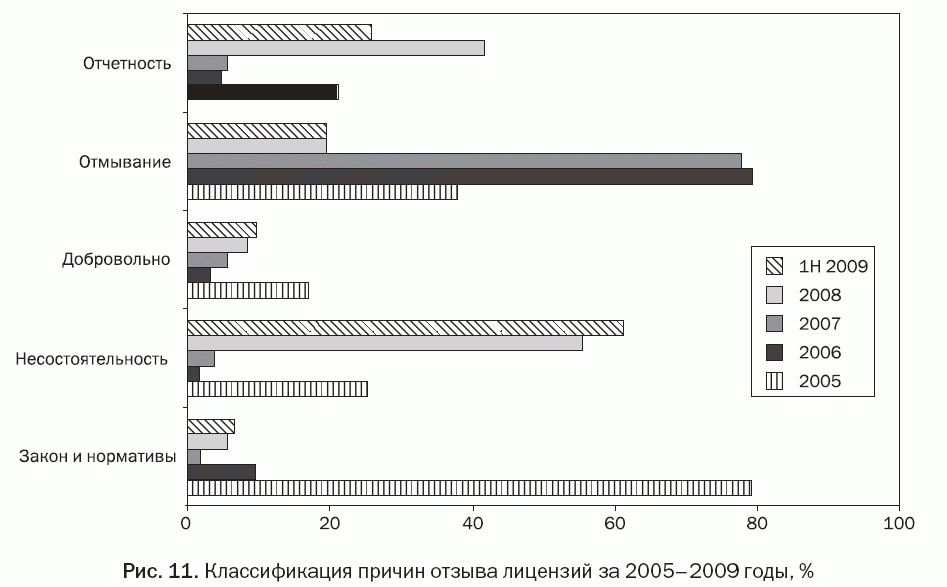 Отчетность
Отмывание
Добровольно
Несостоятельность
Закон и нормативы
1H 2009
2008
2007
2006
2005
0 20 40 60 80 100
Рис. 11. Классификация причин отзыва лицензий за 2005–2009 годы, %